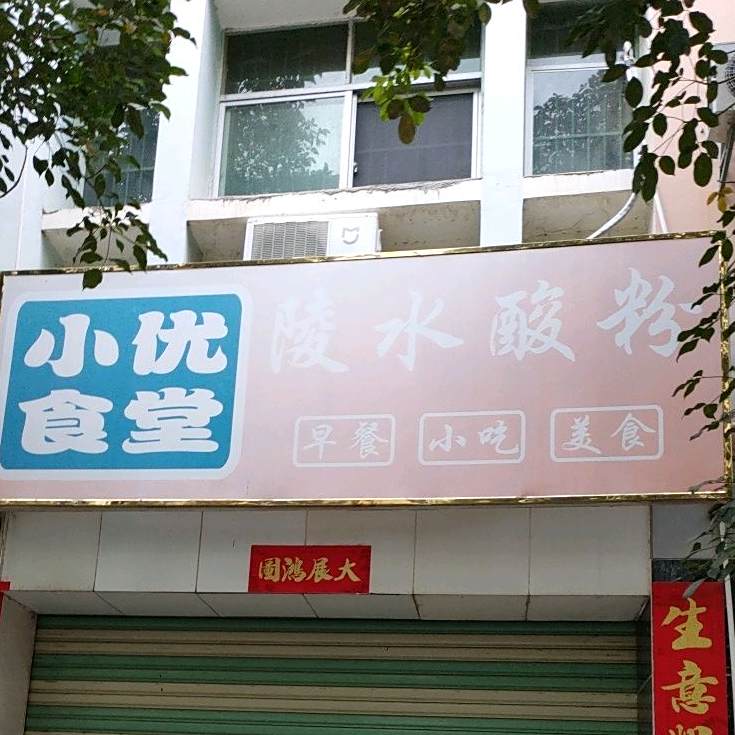 小优
食堂
陵水酸粉
早餐 小吃 美食
大展鸿圖
生意